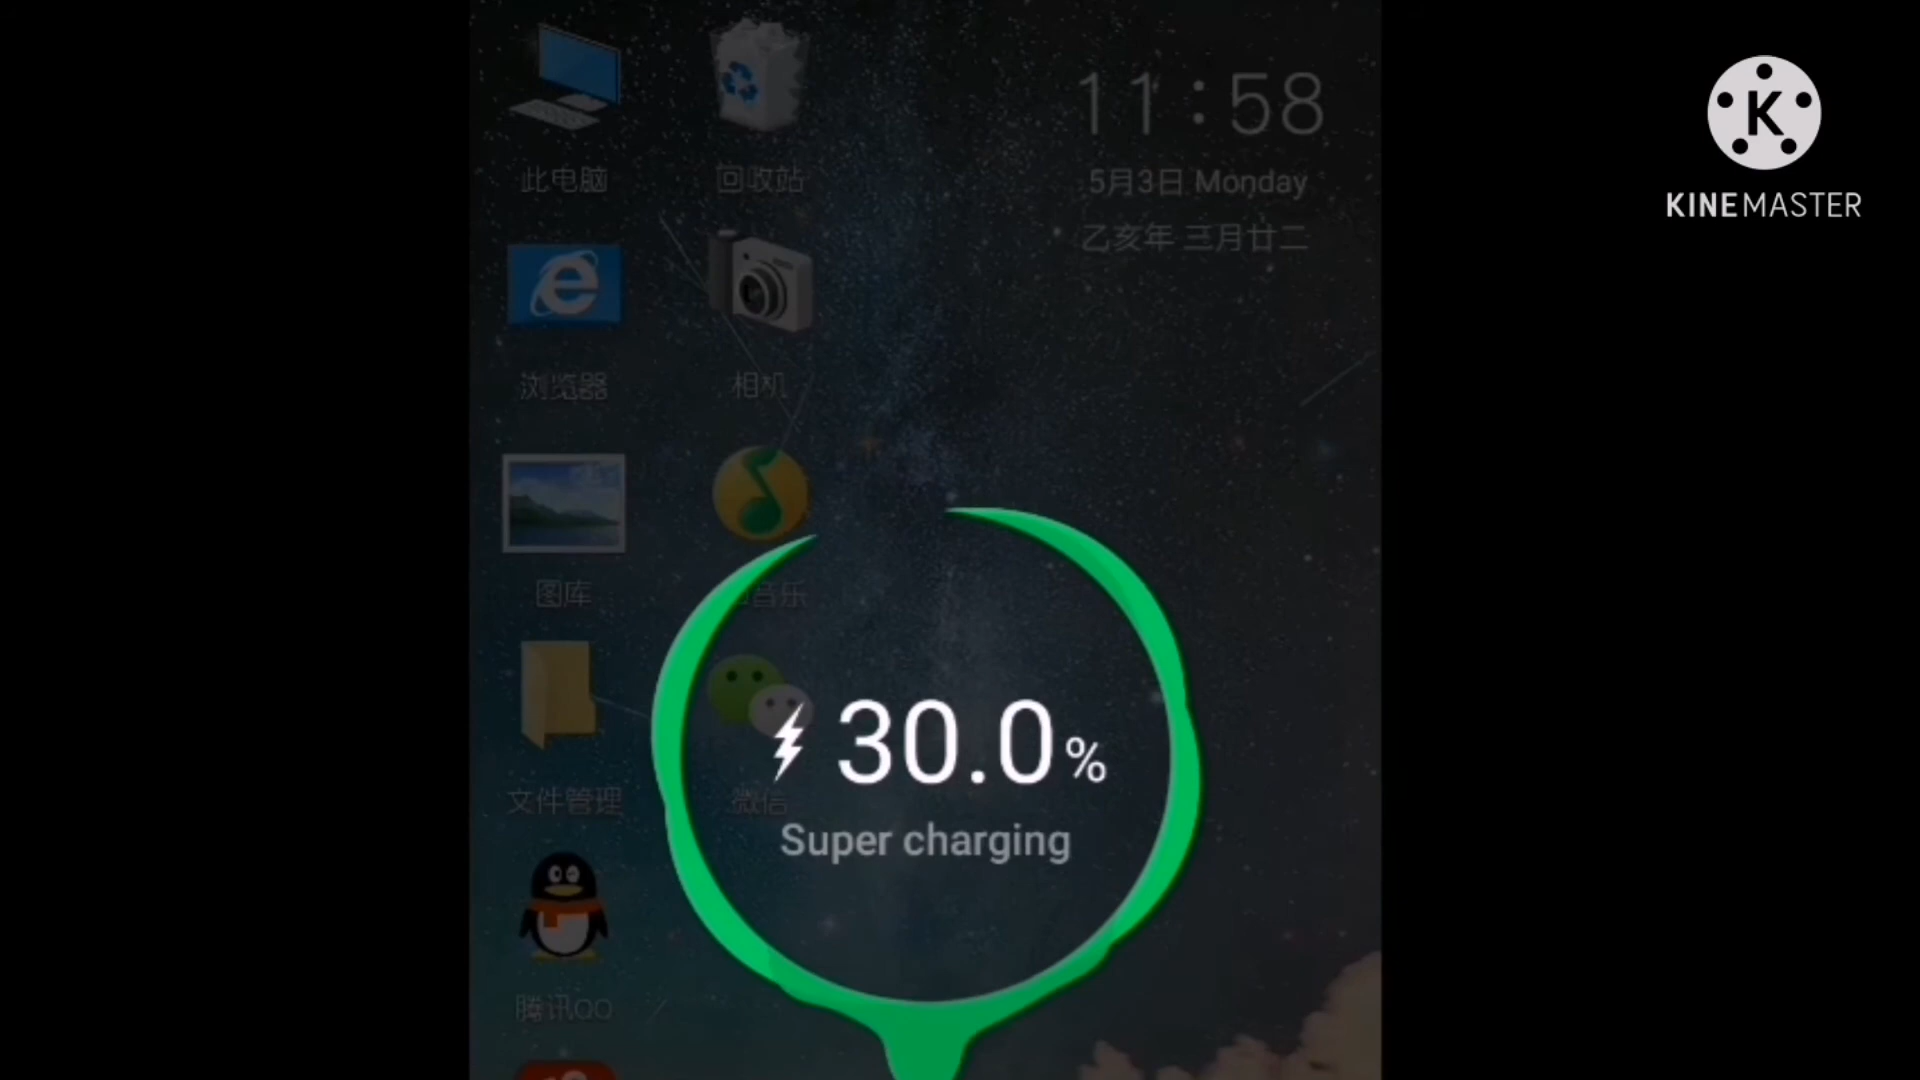 此电脑
回收站
11:58
5月3日 Monday
乙亥年 三月廿二
K
KINEMASTER
浏览器
相机
图库
音乐
文件管理
微信
30.0%
Super charging
腾讯QQ